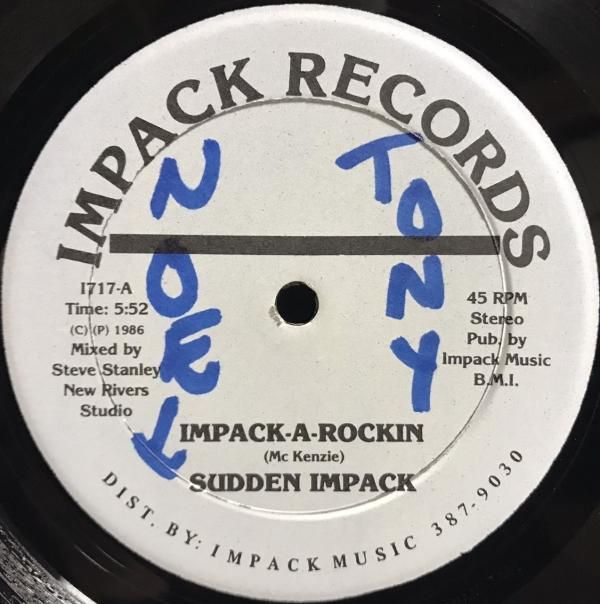 IMPACK RECORDS
NOEL
TONY
I717-A
Time: 5:52
(C) (P) 1986
Mixed by
Steve Stanley
New Rivers
Studio
45 RPM
Stereo
Pub. by
Impack Music
B.M.I.
IMPACK-A-ROCKIN
(Mc Kenzie)
SUDDEN IMPACK
DIST. BY: IMPACK MUSIC 387-9030